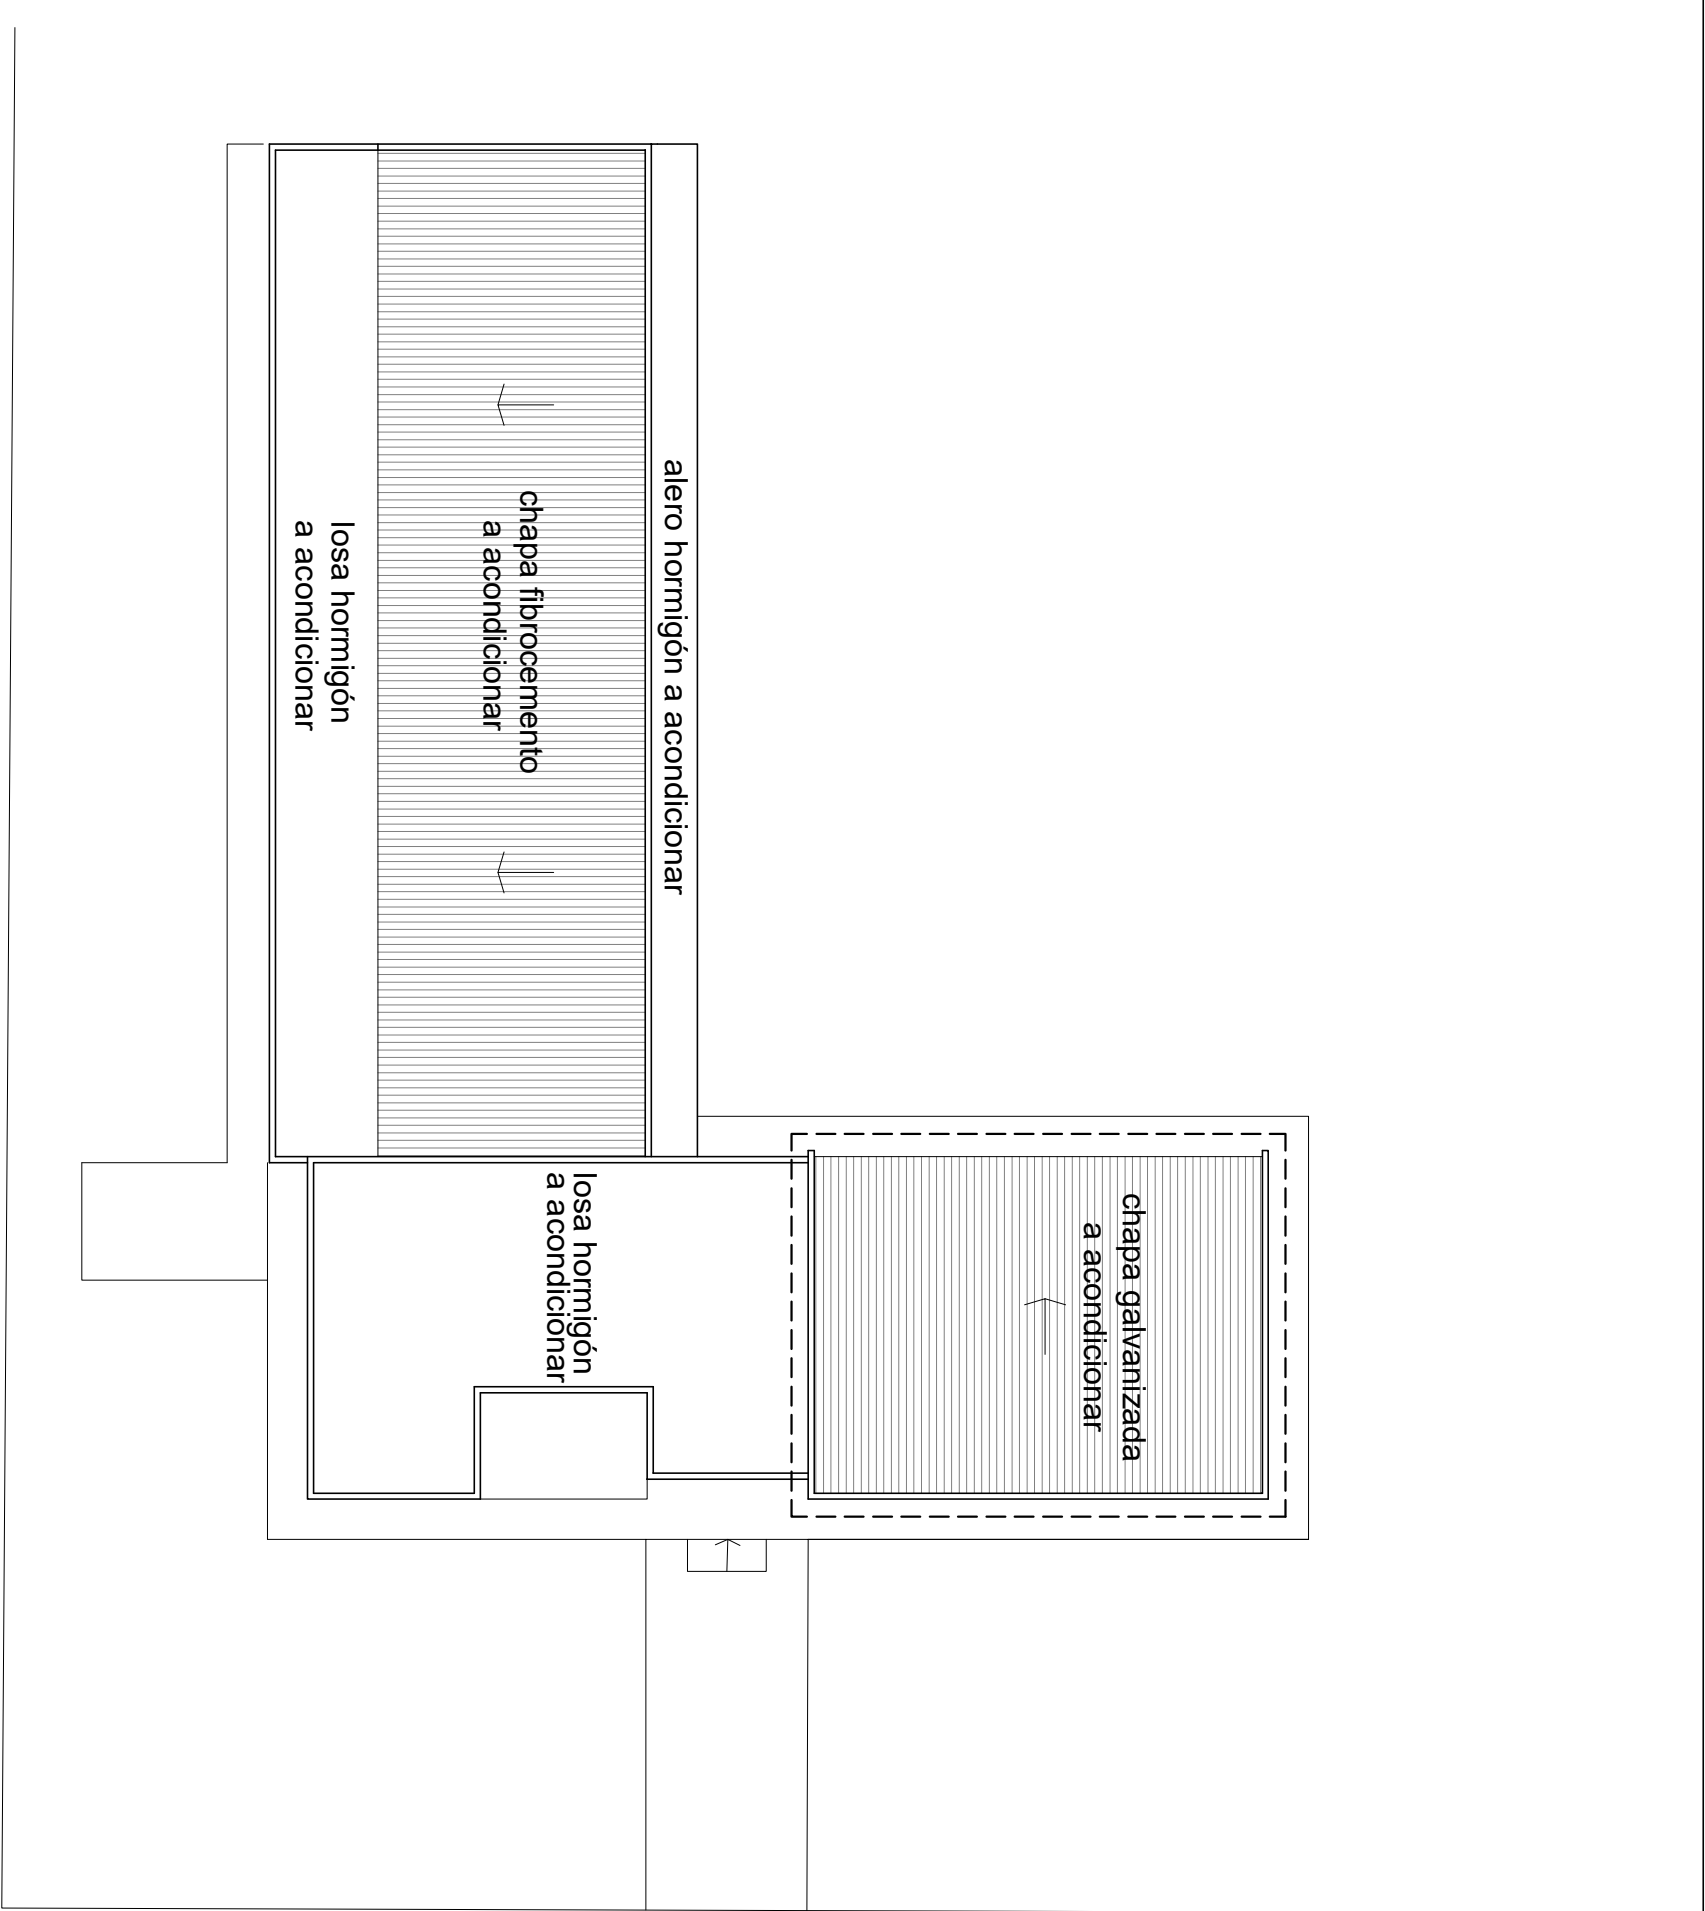 alero hormigón a acondicionar
chapa fibrocemento
a acondicionar
losa hormigón
a acondicionar
chapa galvanizada
a acondicionar
losa hormigón
a acondicionar